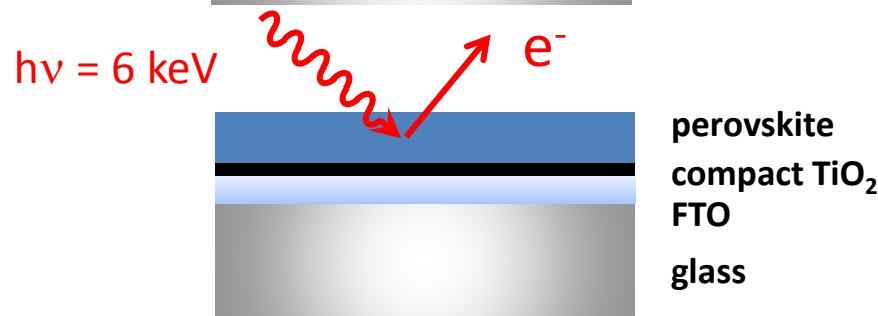 hν = 6 keV
e⁻
perovskite
compact TiO₂
FTO
glass